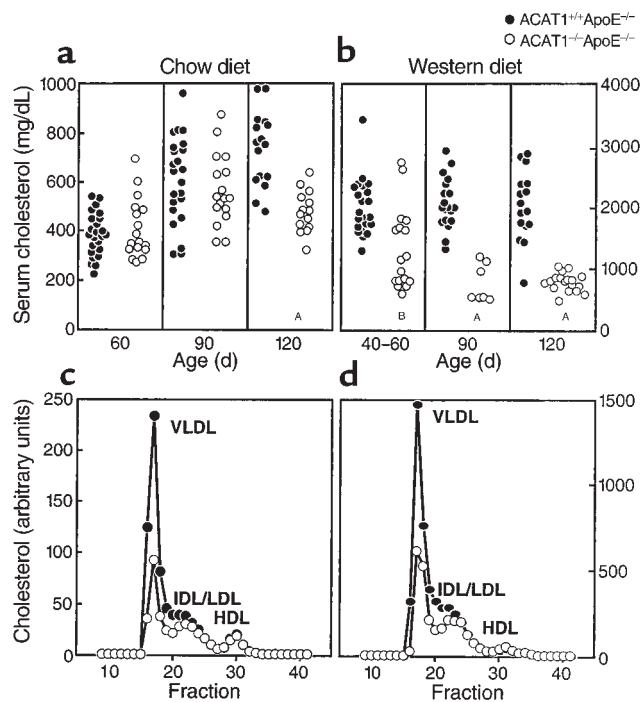 ● ACAT1+/+ApoE−/−
○ ACAT1−/−ApoE−/−
a Chow diet
b Western diet
Serum cholesterol (mg/dL)
1000
800
600
400
200
0
A
60 90 120
Age (d)
4000
3000
2000
1000
0
B A A
40–60 90 120
Age (d)
c
Cholesterol (arbitrary units)
250
200
150
100
50
0
VLDL
IDL/LDL
HDL
10 20 30 40
Fraction
d
1500
1000
500
0
VLDL
IDL/LDL
HDL
10 20 30 40
Fraction